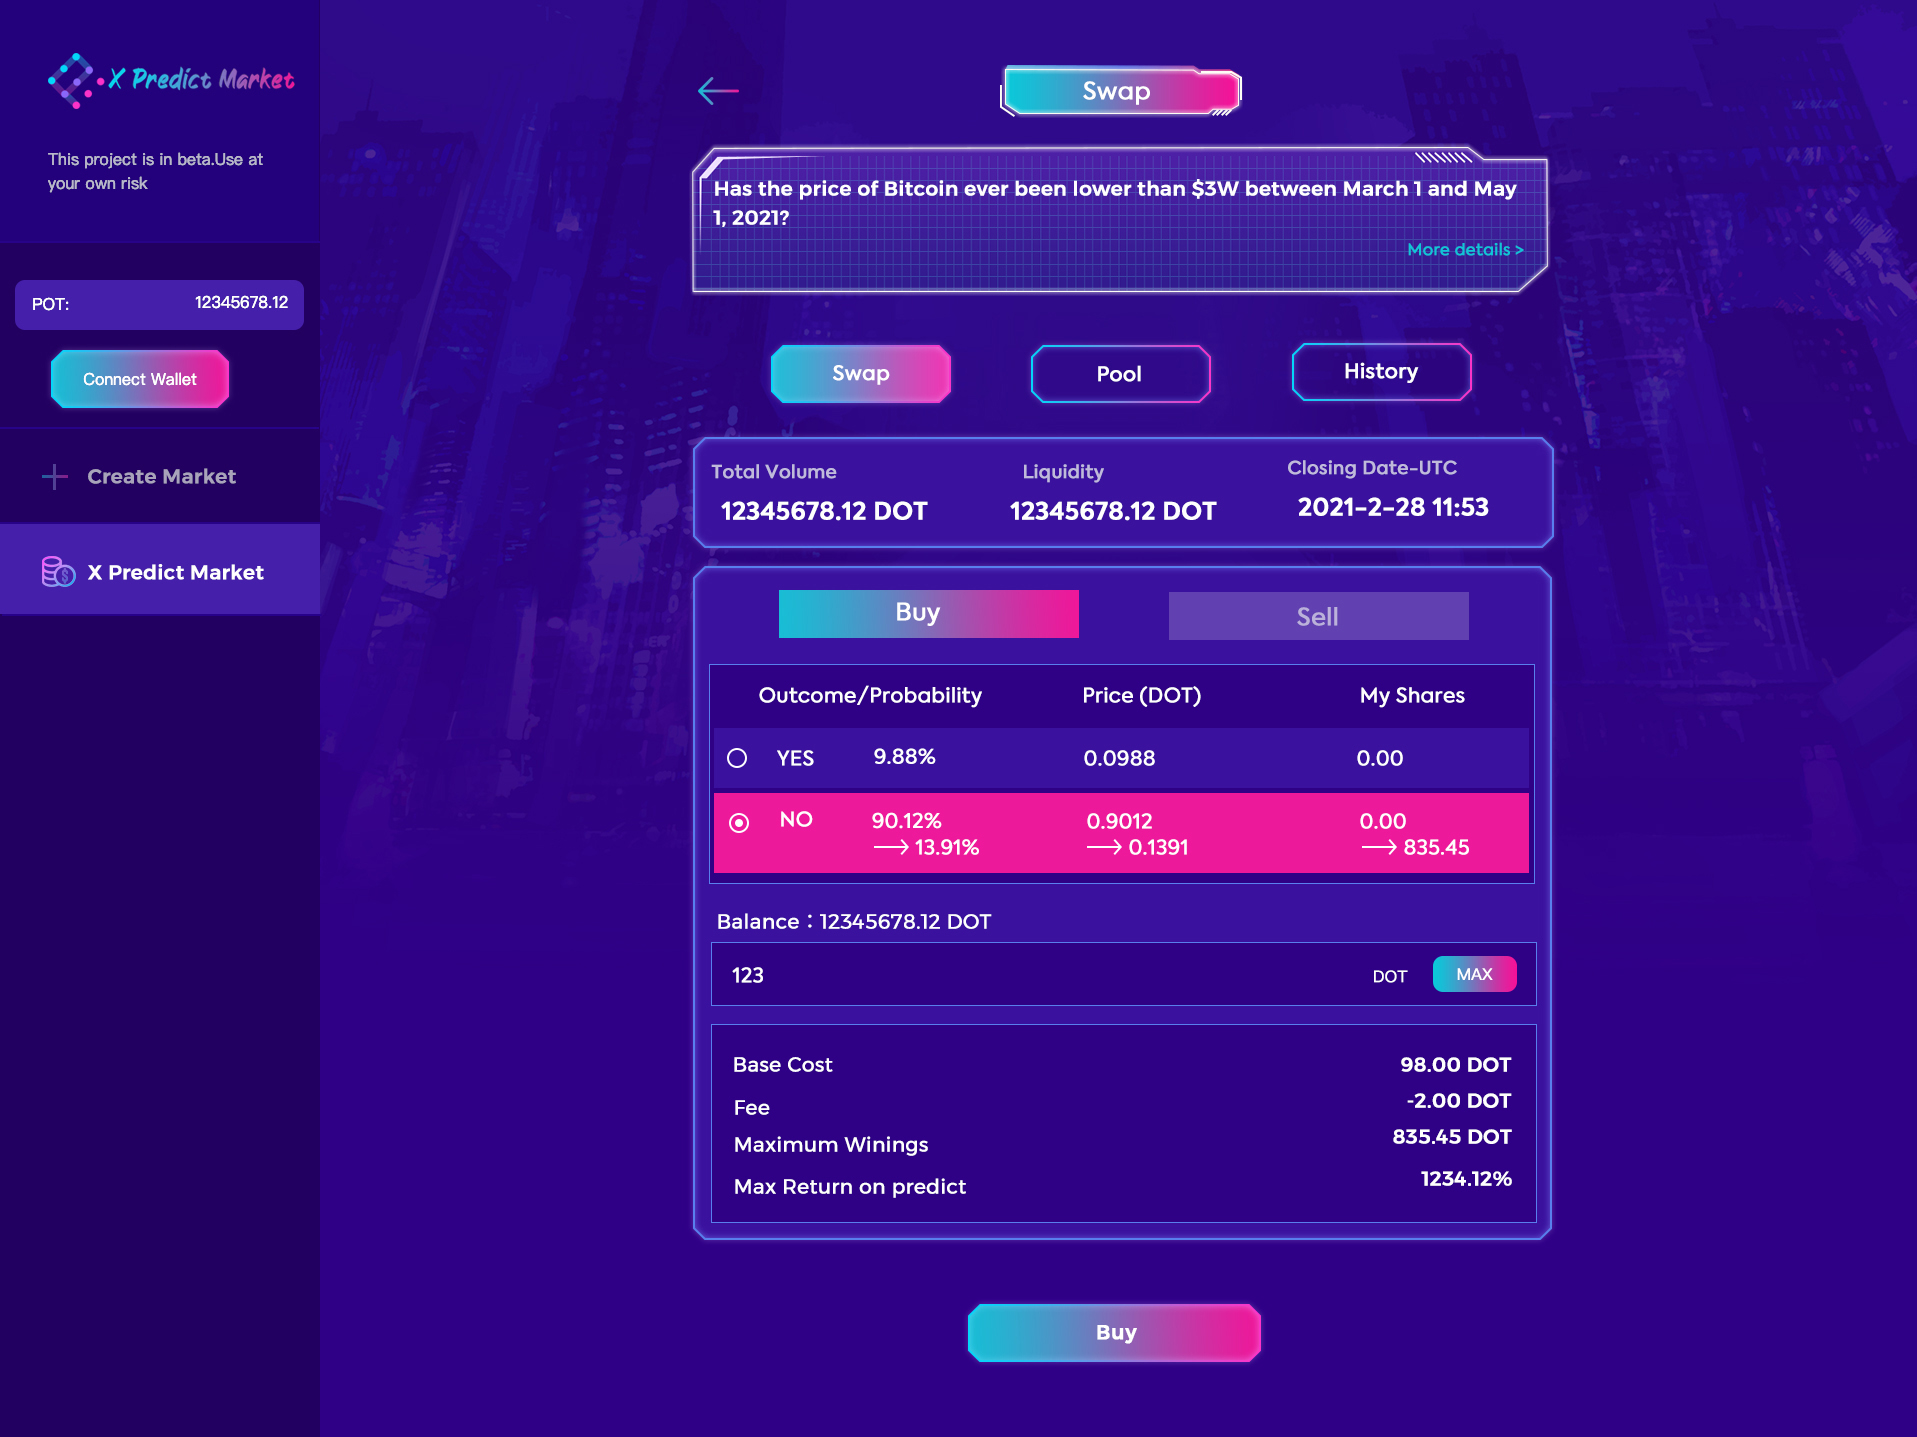 X Predict Market
This project is in beta.Use at
your own risk
POT: 12345678.12
Connect Wallet
Create Market
X Predict Market
Swap
Has the price of Bitcoin ever been lower than $3W between March 1 and May
1, 2021?
More details >
Swap Pool History
Total Volume Liquidity Closing Date-UTC
12345678.12 DOT 12345678.12 DOT 2021-2-28 11:53
Buy Sell
Outcome/Probability Price (DOT) My Shares
YES 9.88% 0.0988 0.00
NO 90.12% 0.9012 0.00
→ 13.91% → 0.1391 → 835.45
Balance：12345678.12 DOT
123 DOT MAX
Base Cost 98.00 DOT
Fee -2.00 DOT
Maximum Winings 835.45 DOT
Max Return on predict 1234.12%
Buy